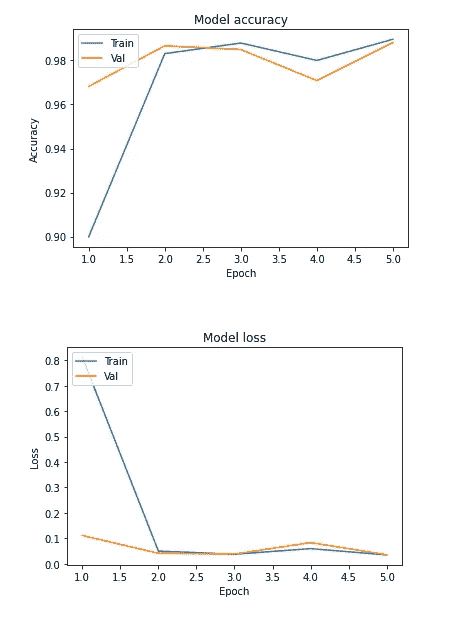 Model accuracy
Train
Val
0.98
0.96
0.94
0.92
0.90
Accuracy
1.0 1.5 2.0 2.5 3.0 3.5 4.0 4.5 5.0
Epoch
Model loss
Train
Val
0.8
0.7
0.6
0.5
0.4
0.3
0.2
0.1
0.0
Loss
1.0 1.5 2.0 2.5 3.0 3.5 4.0 4.5 5.0
Epoch